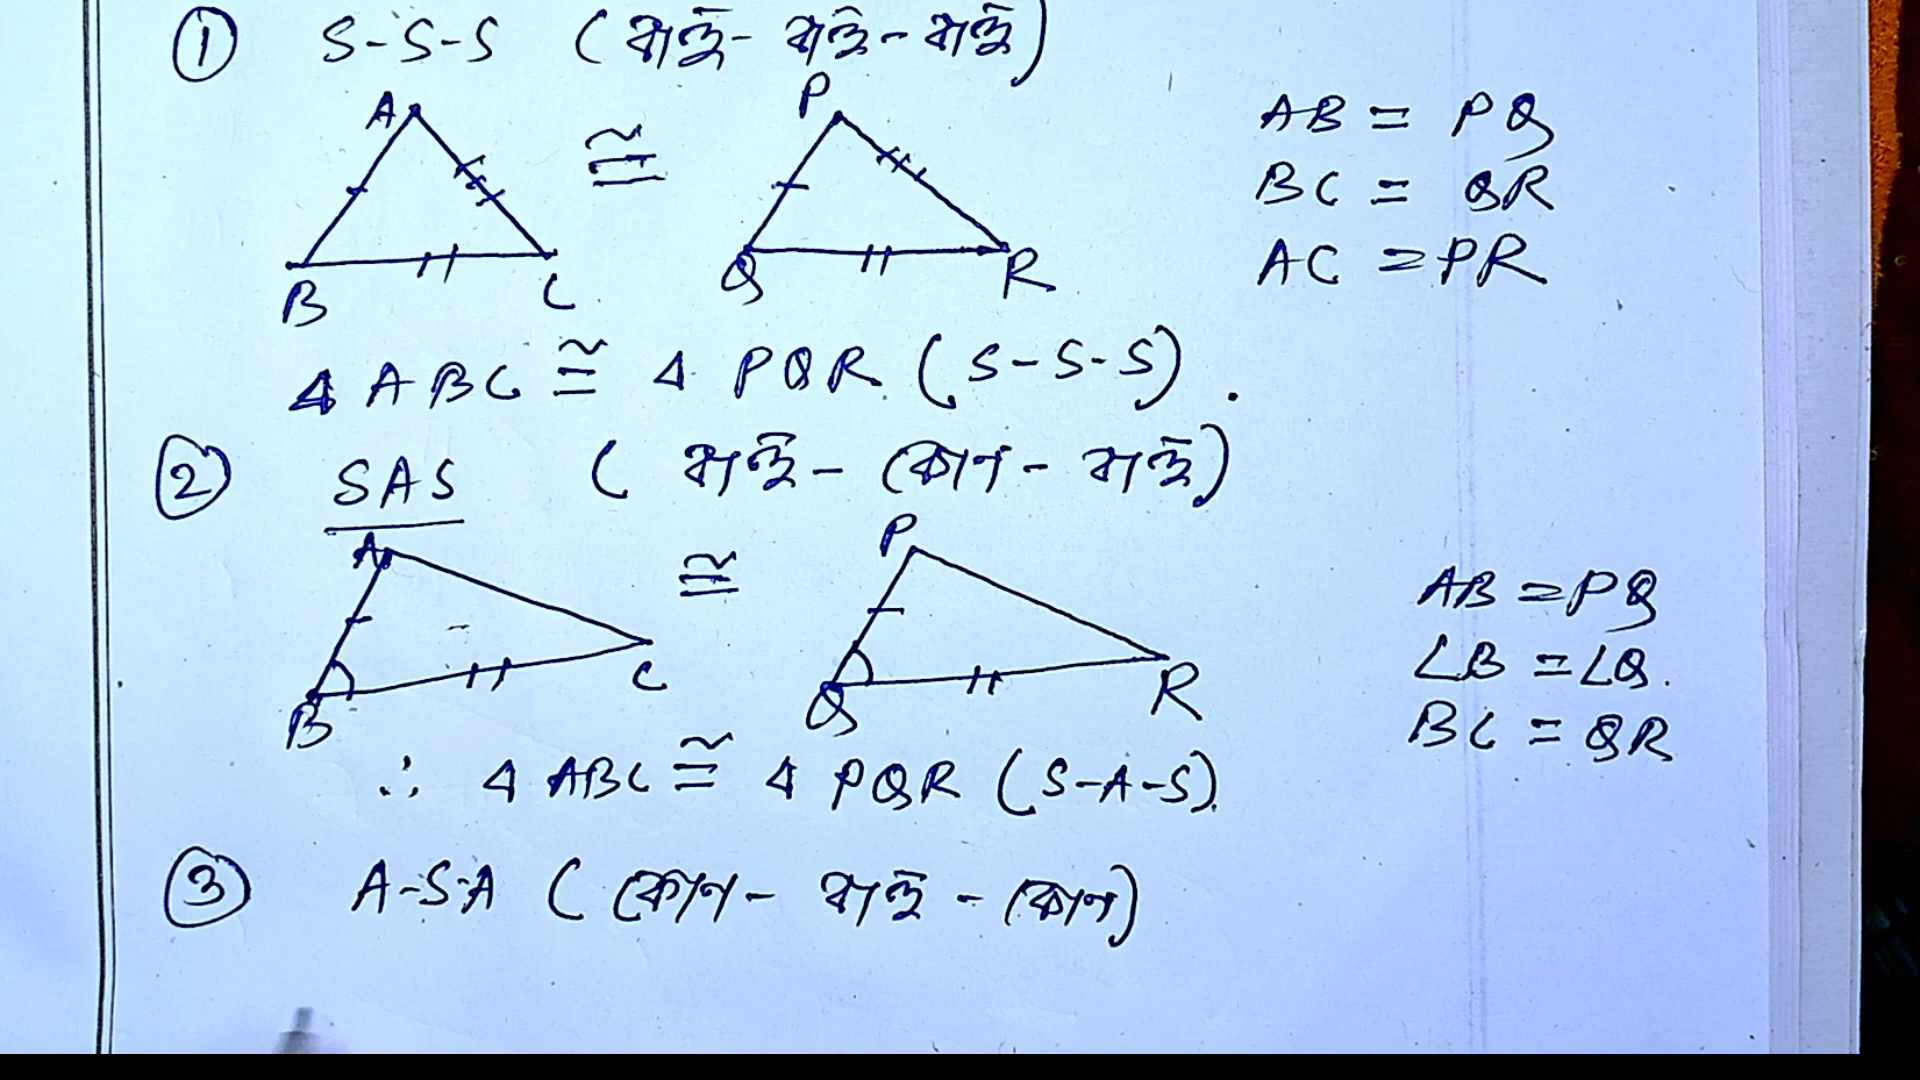 ① S-S-S (বাহু- বাহু- বাহু)
A P
≅
B C Q R
AB = PQ
BC = QR
AC = PR
△ABC ≅ △PQR (S-S-S).
② SAS (বাহু- কোণ- বাহু)
A P
≅
B C Q R
AB = PQ
∠B = ∠Q.
BC = QR
∴ △ABC ≅ △PQR (S-A-S).
③ A-S-A (কোণ- বাহু - কোণ)